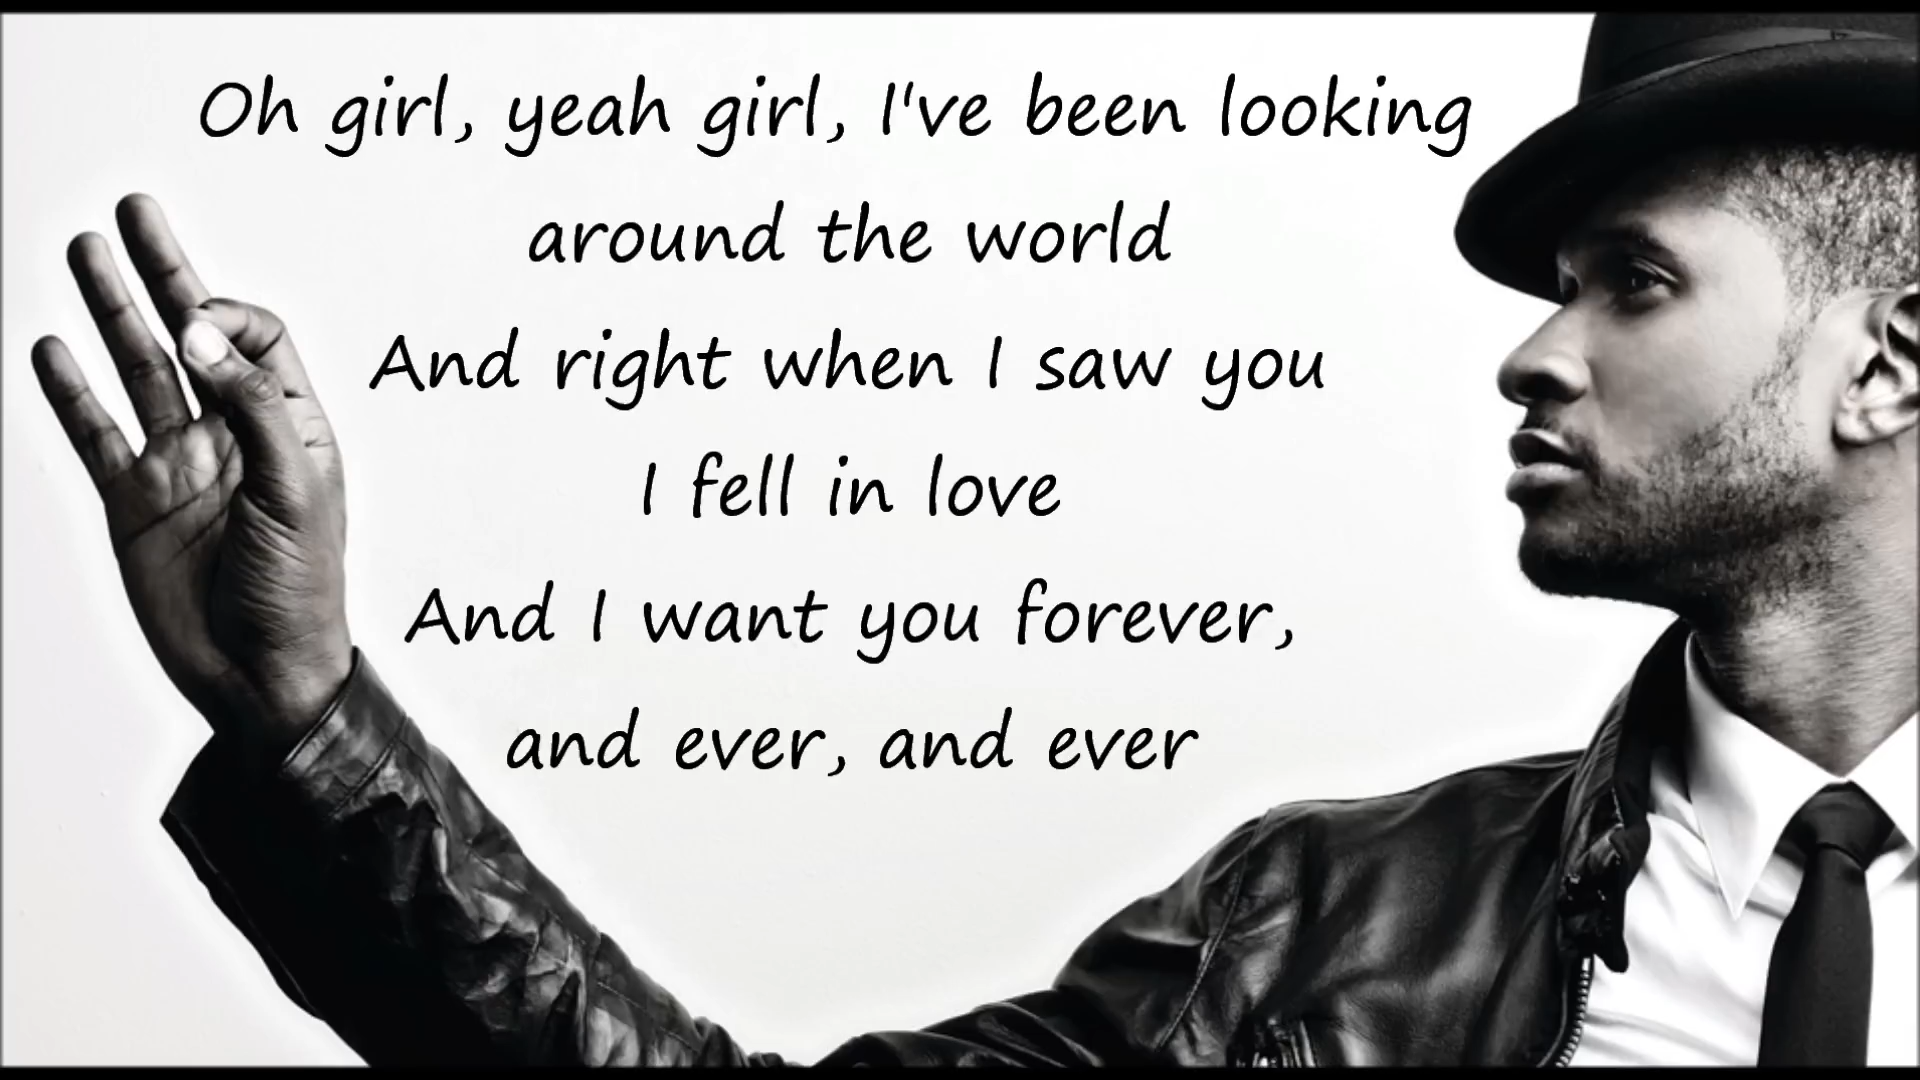 Oh girl, yeah girl, I've been looking
around the world
And right when I saw you
I fell in love
And I want you forever,
and ever, and ever